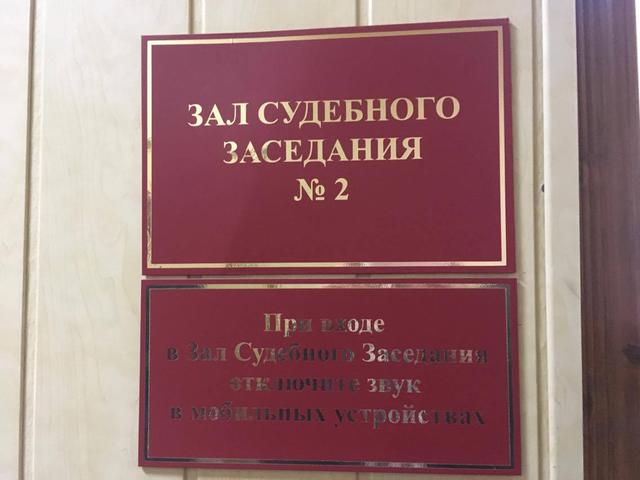 ЗАЛ СУДЕБНОГО
ЗАСЕДАНИЯ
№ 2
При входе
в Зал Судебного Заседания
отключите звук
в мобильных устройствах